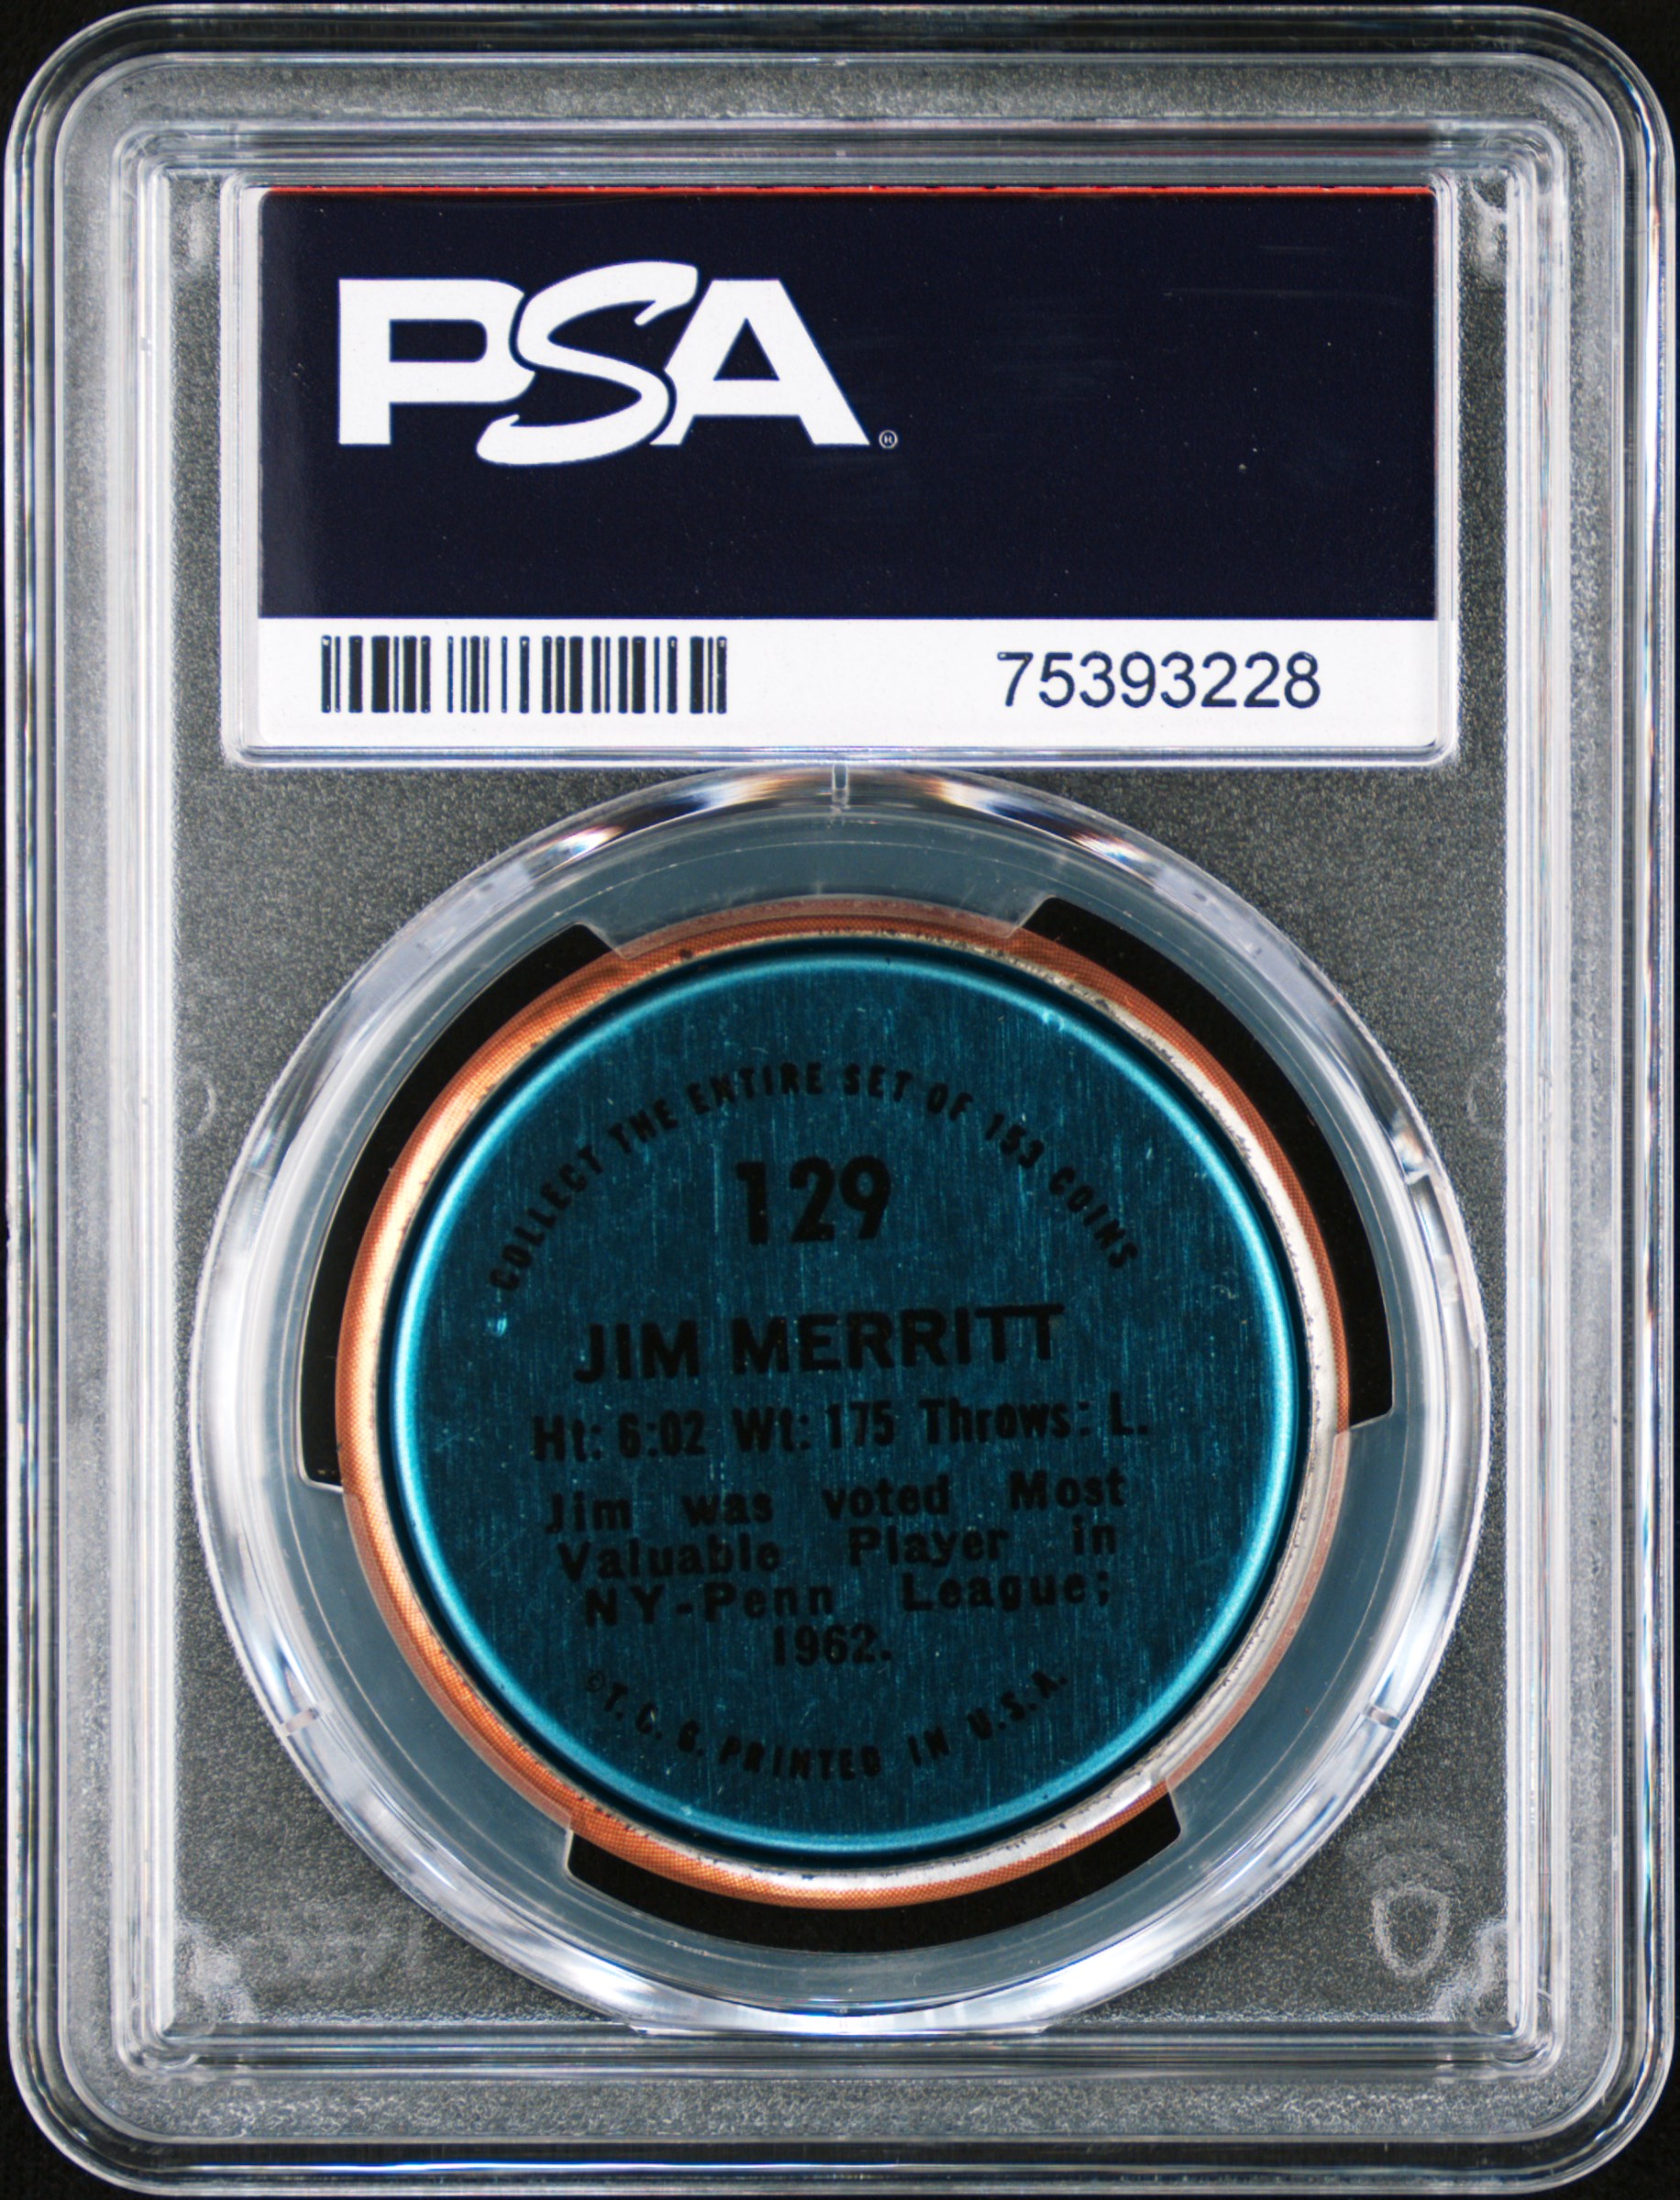 PSA®
75393228
COLLECT THE ENTIRE SET OF 153 COINS
129
JIM MERRITT
Ht: 6:02 Wt: 175 Throws: L.
Jim was voted Most
Valuable Player in
NY-Penn League;
1962.
©T. C. G. PRINTED IN U.S.A.